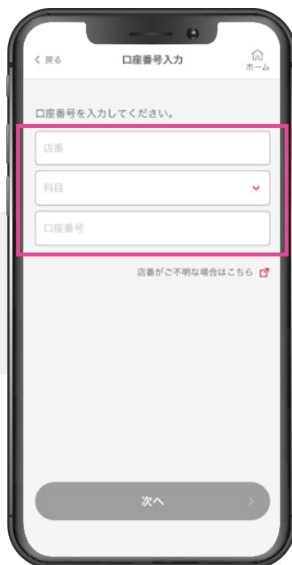 戻る
口座番号入力
ホーム
口座番号を入力してください。
店番
科目
口座番号
店番がご不明な場合はこちら
次へ